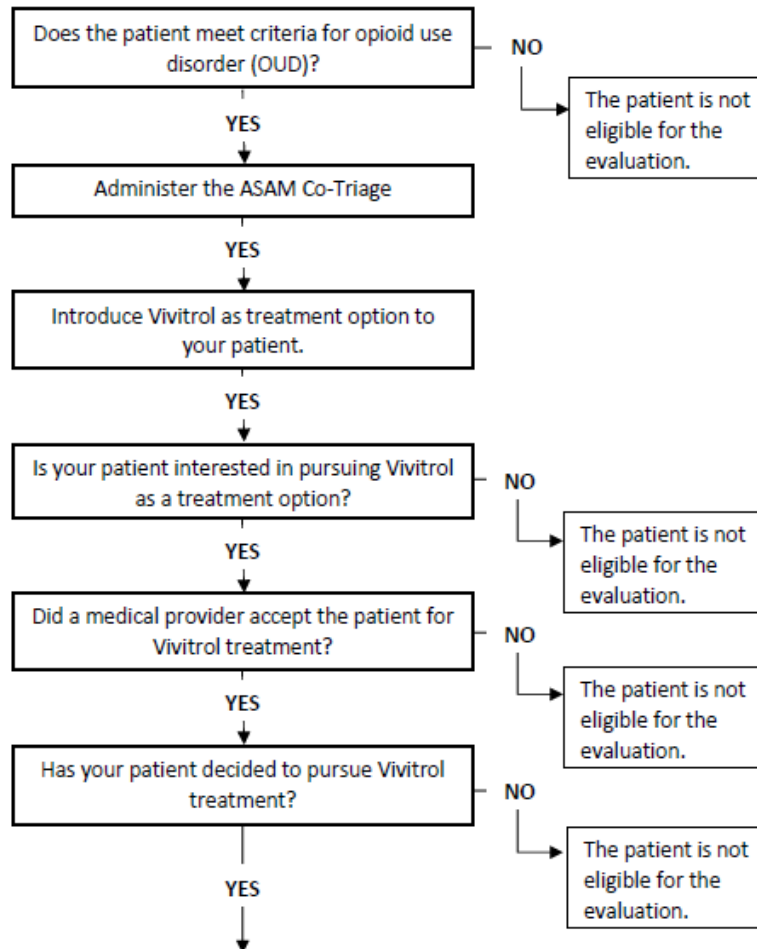 Does the patient meet criteria for opioid use
disorder (OUD)?
NO
The patient is not
eligible for the
evaluation.
YES
Administer the ASAM Co-Triage
YES
Introduce Vivitrol as treatment option to
your patient.
YES
Is your patient interested in pursuing Vivitrol
as a treatment option?
NO
The patient is not
eligible for the
evaluation.
YES
Did a medical provider accept the patient for
Vivitrol treatment?
NO
The patient is not
eligible for the
evaluation.
YES
Has your patient decided to pursue Vivitrol
treatment?
NO
The patient is not
eligible for the
evaluation.
YES